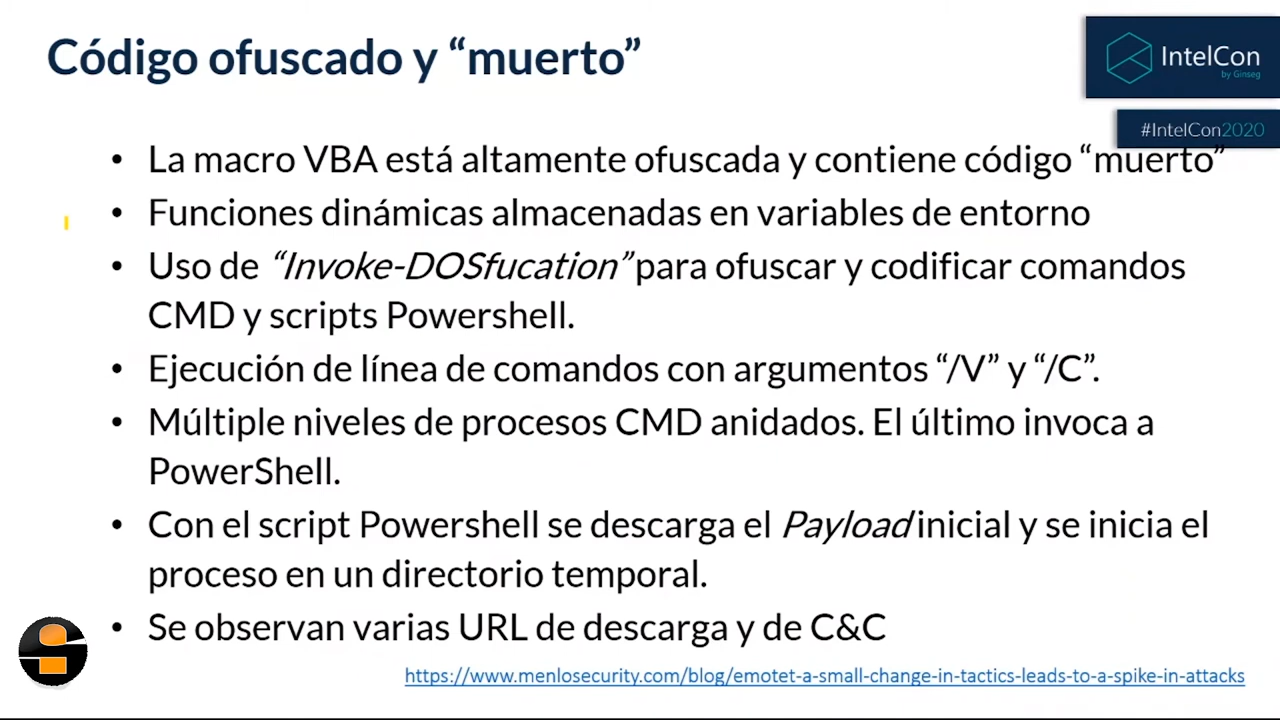 Código ofuscado y “muerto”
IntelCon
by Ginseg
#IntelCon2020
• La macro VBA está altamente ofuscada y contiene código “muerto”
• Funciones dinámicas almacenadas en variables de entorno
• Uso de “Invoke-DOSfucation” para ofuscar y codificar comandos
CMD y scripts Powershell.
• Ejecución de línea de comandos con argumentos “/V” y “/C”.
• Múltiple niveles de procesos CMD anidados. El último invoca a
PowerShell.
• Con el script Powershell se descarga el Payload inicial y se inicia el
proceso en un directorio temporal.
• Se observan varias URL de descarga y de C&C
https://www.menlosecurity.com/blog/emotet-a-small-change-in-tactics-leads-to-a-spike-in-attacks